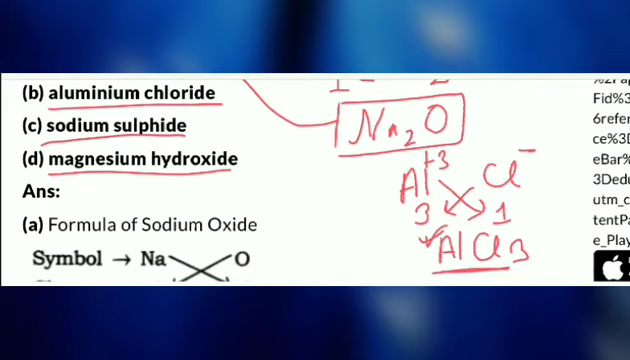 (b) aluminium chloride
(c) sodium sulphide
(d) magnesium hydroxide
Ans:
(a) Formula of Sodium Oxide
Symbol → Na O
Na2O
Al+3 Cl-
3 1
AlCl3
Fid%3
6refer
ce%3D
eBar%
3Dedu
utm_c
tentPa
e_Play